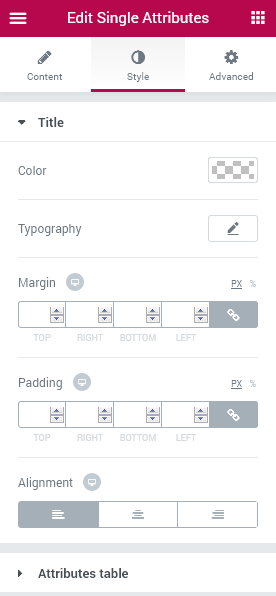 Edit Single Attributes
Content Style Advanced
Title
Color
Typography
Margin PX %
TOP RIGHT BOTTOM LEFT
Padding PX %
TOP RIGHT BOTTOM LEFT
Alignment
Attributes table